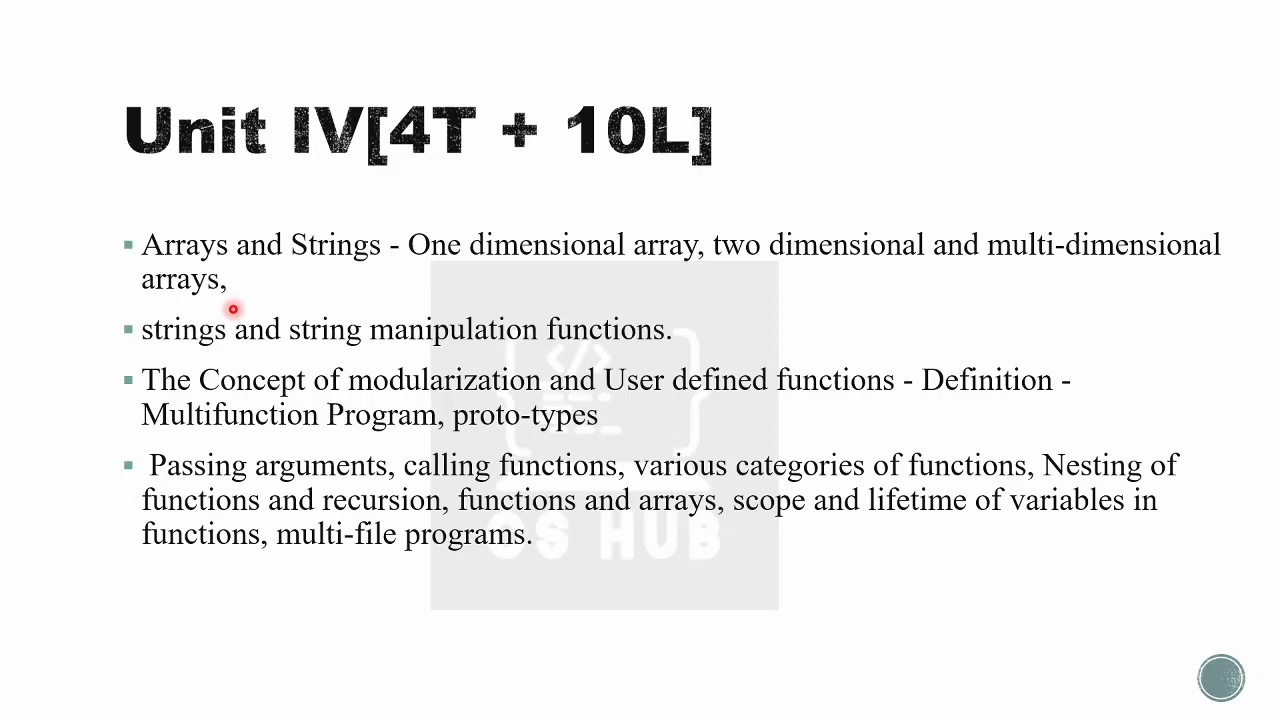 Unit IV[4T + 10L]
Arrays and Strings - One dimensional array, two dimensional and multi-dimensional
arrays,
strings and string manipulation functions.
The Concept of modularization and User defined functions - Definition -
Multifunction Program, proto-types
Passing arguments, calling functions, various categories of functions, Nesting of
functions and recursion, functions and arrays, scope and lifetime of variables in
functions, multi-file programs.
OS HUB